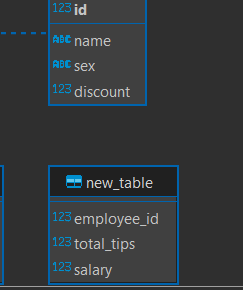 123 id
ABC name
ABC sex
123 discount
new_table
123 employee_id
123 total_tips
123 salary